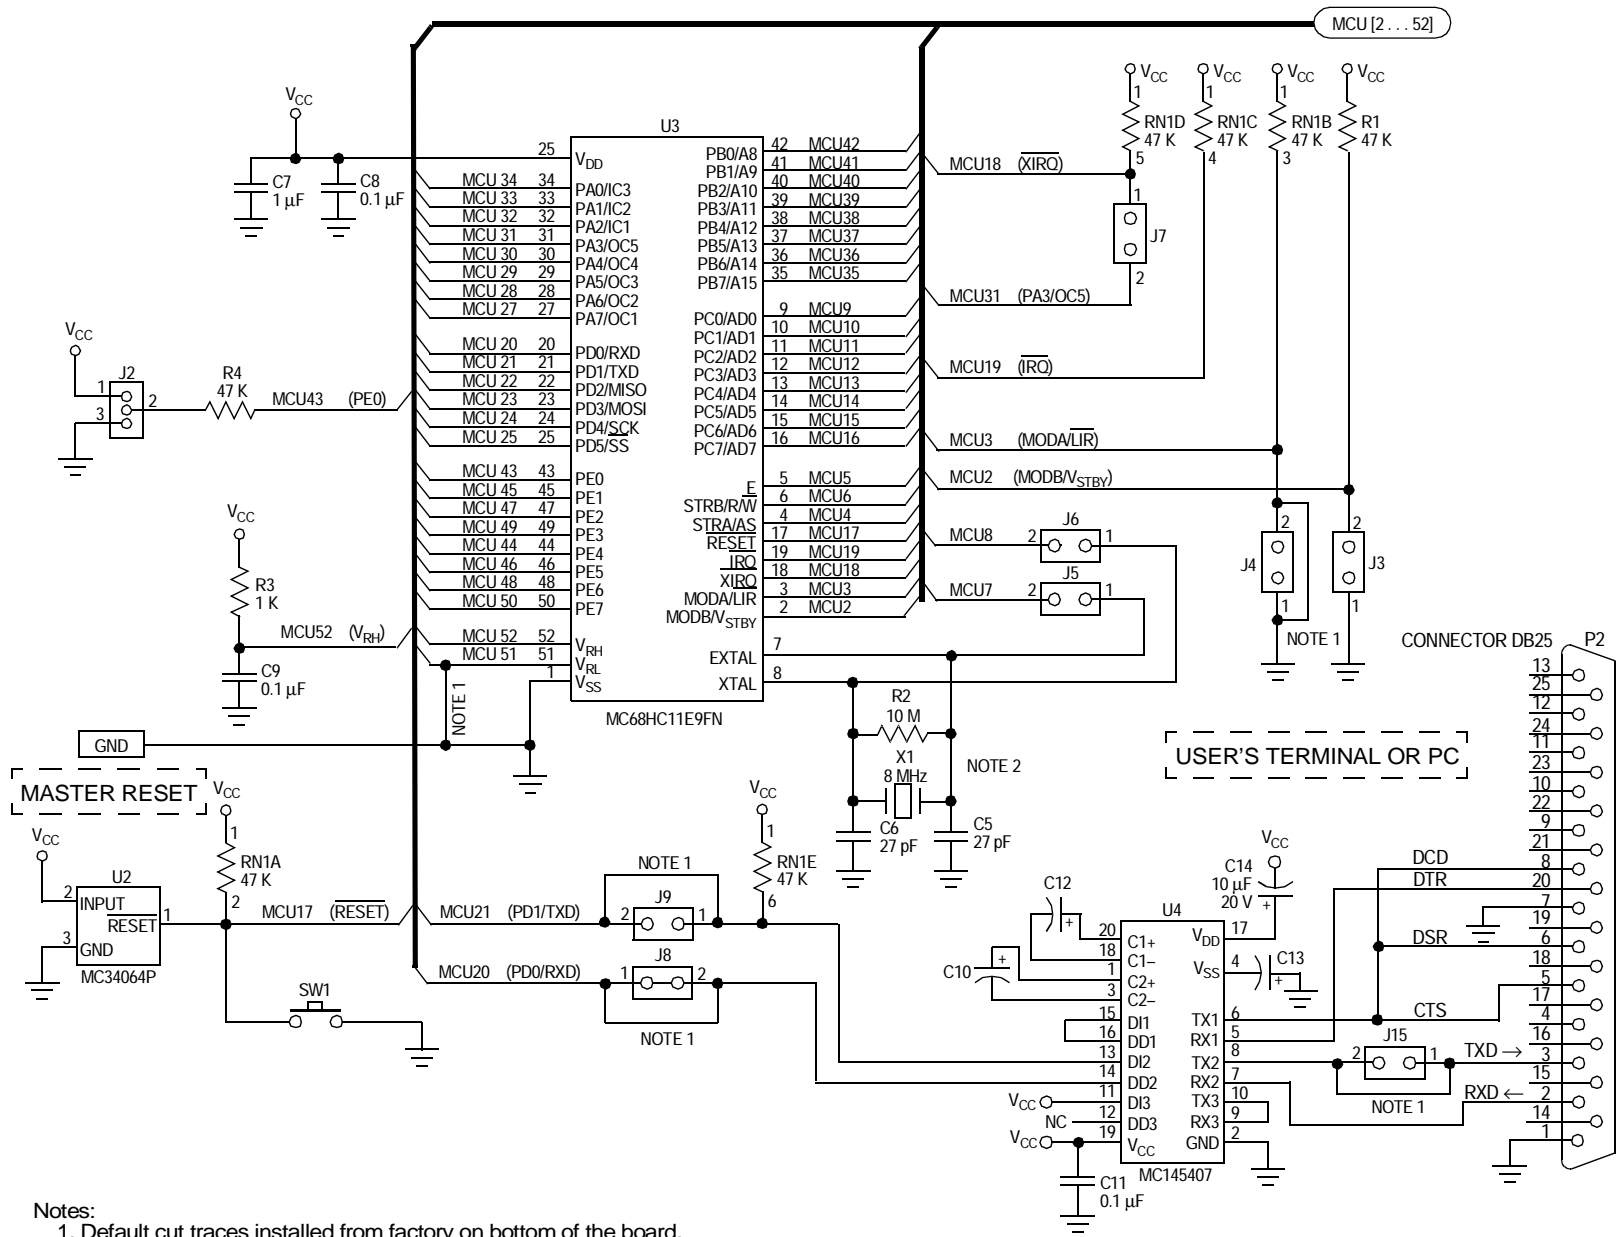 MCU [2 . . . 52]
VCC
VCC
VCC
VCC
1
RN1D
47 K
5
1
RN1C
47 K
4
1
RN1B
47 K
3
R1
47 K
VCC
C7
1 µF
C8
0.1 µF
U3
25 VDD
MCU 34 34 PA0/IC3
MCU 33 33 PA1/IC2
MCU 32 32 PA2/IC1
MCU 31 31 PA3/OC5
MCU 30 30 PA4/OC4
MCU 29 29 PA5/OC3
MCU 28 28 PA6/OC2
MCU 27 27 PA7/OC1
MCU 20 20 PD0/RXD
MCU 21 21 PD1/TXD
MCU 22 22 PD2/MISO
MCU 23 23 PD3/MOSI
MCU 24 24 PD4/SCK
MCU 25 25 PD5/SS
MCU 43 43 PE0
MCU 45 45 PE1
MCU 47 47 PE2
MCU 49 49 PE3
MCU 44 44 PE4
MCU 46 46 PE5
MCU 48 48 PE6
MCU 50 50 PE7
MCU 52 52 VRH
MCU 51 51 VRL
1 VSS
PB0/A8 42 MCU42
PB1/A9 41 MCU41
PB2/A10 40 MCU40
PB3/A11 39 MCU39
PB4/A12 38 MCU38
PB5/A13 37 MCU37
PB6/A14 36 MCU36
PB7/A15 35 MCU35
PC0/AD0 9 MCU9
PC1/AD1 10 MCU10
PC2/AD2 11 MCU11
PC3/AD3 12 MCU12
PC4/AD4 13 MCU13
PC5/AD5 14 MCU14
PC6/AD6 15 MCU15
PC7/AD7 16 MCU16
E 5 MCU5
STRB/R/W 6 MCU6
STRA/AS 4 MCU4
RESET 17 MCU17
IRQ 19 MCU19
XIRQ 18 MCU18
MODA/LIR 3 MCU3
MODB/VSTBY 2 MCU2
EXTAL 7
XTAL 8
MC68HC11E9FN
MCU18 (XIRQ)
1
J7
2
MCU31 (PA3/OC5)
MCU19 (IRQ)
MCU3 (MODA/LIR)
MCU2 (MODB/VSTBY)
MCU8 2 J6 1
MCU7 2 J5 1
2
J4
1
2
J3
1
NOTE 1
VCC
J2
1
2
3
R4
47 K
MCU43 (PE0)
VCC
R3
1 K
MCU52 (VRH)
C9
0.1 µF
NOTE 1
GND
R2
10 M
X1
8 MHz
NOTE 2
C6
27 pF
C5
27 pF
MASTER RESET
VCC
1
RN1A
47 K
2
VCC
U2
2 INPUT
RESET 1
3 GND
MC34064P
MCU17 (RESET)
SW1
NOTE 1
MCU21 (PD1/TXD) 2 J9 1
MCU20 (PD0/RXD) 1 J8 2
NOTE 1
VCC
1
RN1E
47 K
6
USER'S TERMINAL OR PC
C12
C10 +
+
C14
10 µF
20 V +
VCC
C13
+
U4
20 C1+
18 C1–
1 C2+
3 C2–
15 DI1
16 DD1
13 DI2
14 DD2
VCC 11 DI3
NC 12 DD3
VCC 19 VCC
VDD 17
VSS 4
TX1 6
RX1 5
TX2 8
RX2 7
TX3 10
RX3 9
GND 2
MC145407
C11
0.1 µF
CONNECTOR DB25 P2
13
25
12
24
11
23
10
22
9
21
DCD 8
DTR 20
7
19
DSR 6
18
5
CTS 17
4
16
2 J15 1 TXD → 3
15
NOTE 1 RXD ← 2
14
1
Notes:
1. Default cut traces installed from factory on bottom of the board.